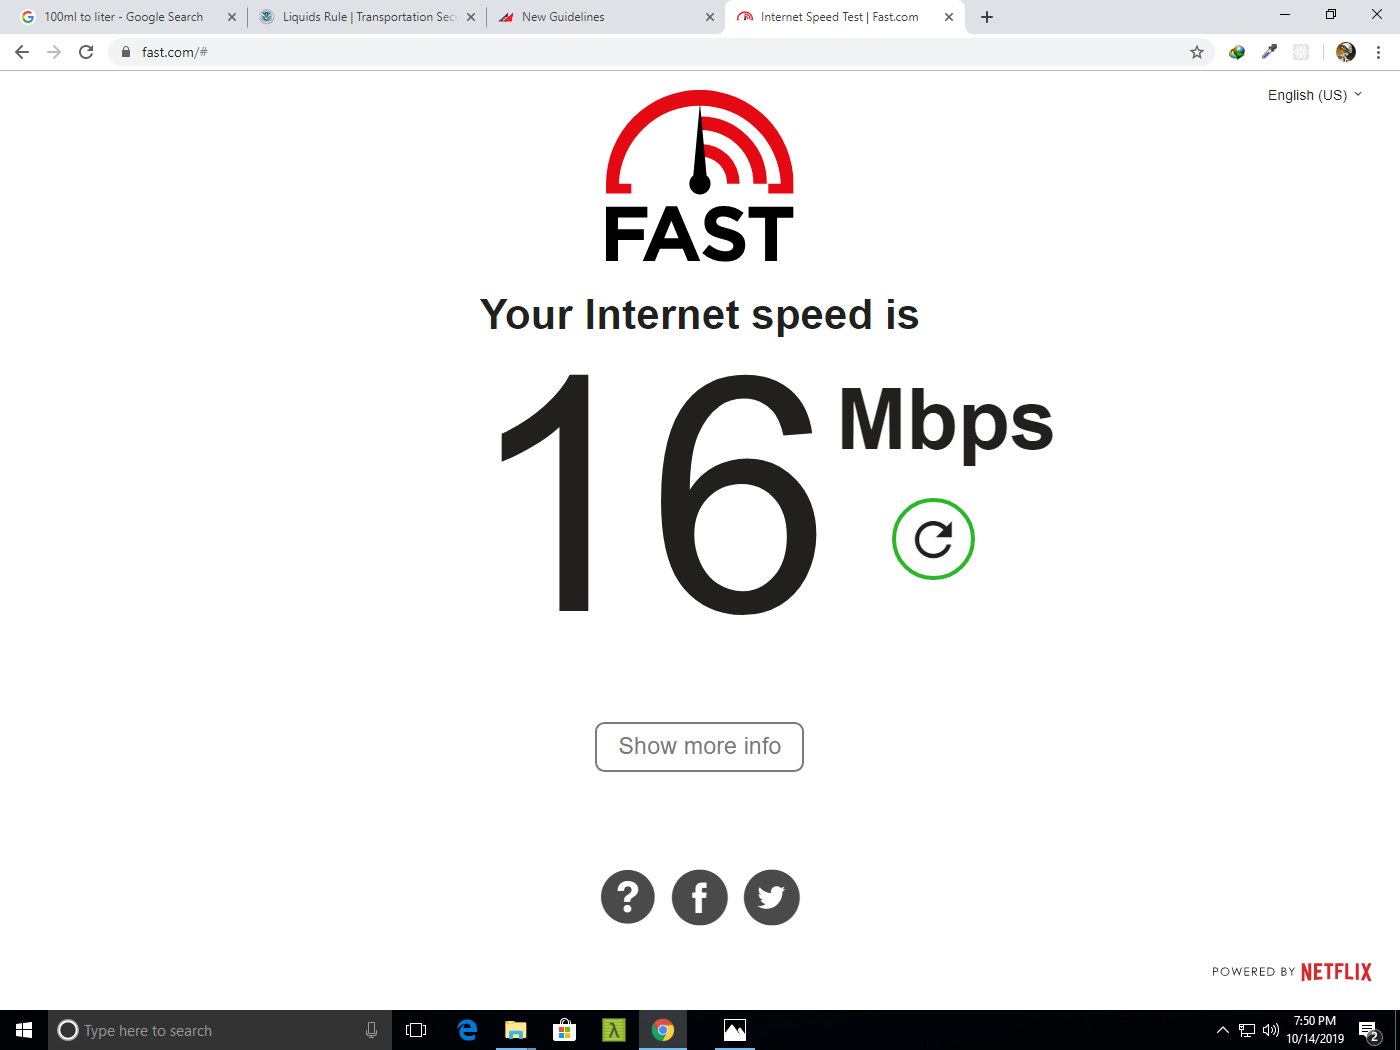 100ml to liter - Google Search
Liquids Rule | Transportation Sec
New Guidelines
Internet Speed Test | Fast.com
fast.com/#
English (US)
FAST
Your Internet speed is
16 Mbps
Show more info
POWERED BY NETFLIX
Type here to search
7:50 PM
10/14/2019
2